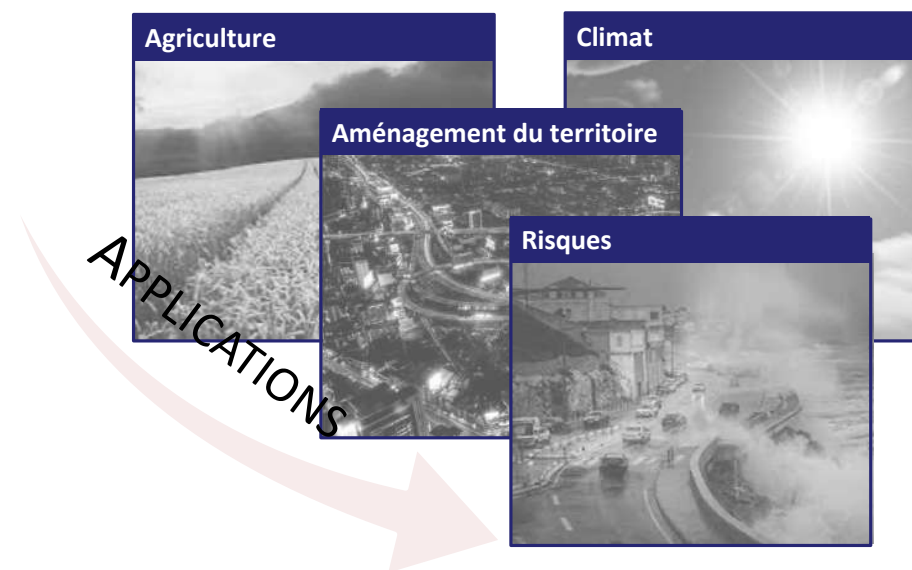 Agriculture
Climat
Aménagement du territoire
Risques
APPLICATIONS